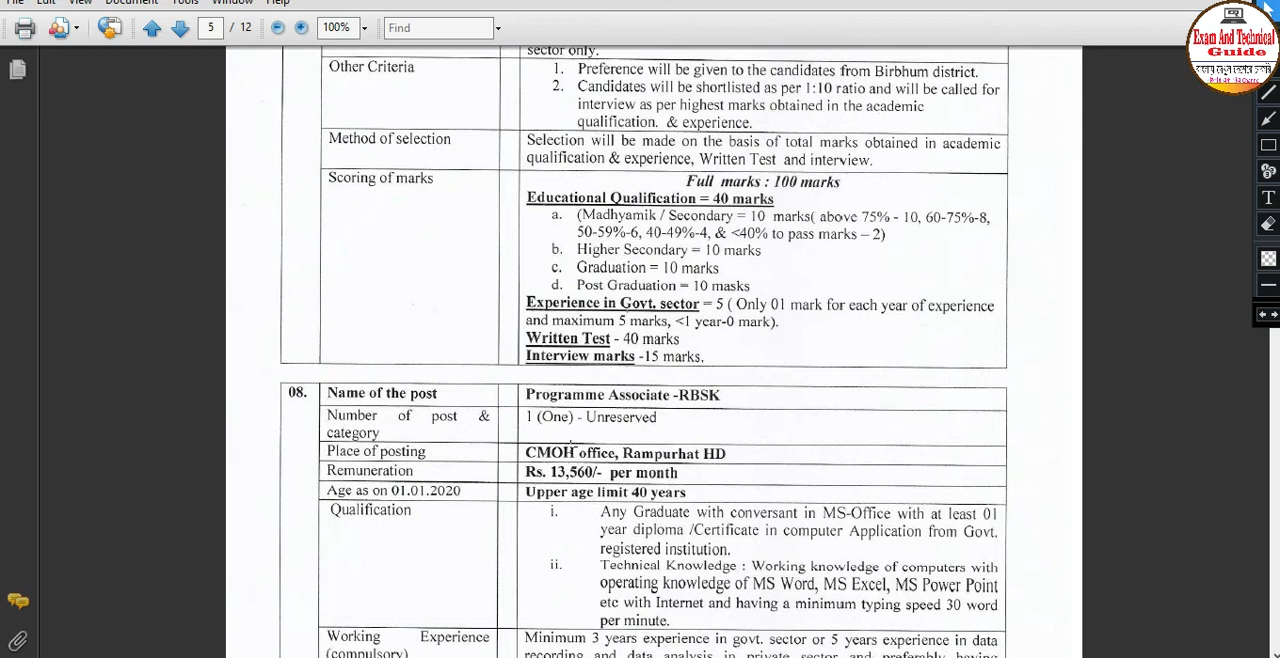 File Edit View Document Tools Window Help
5 / 12 100% Find
Exam And Technical
Guide
sector only.
Other Criteria
1. Preference will be given to the candidates from Birbhum district.
2. Candidates will be shortlisted as per 1:10 ratio and will be called for
interview as per highest marks obtained in the academic
qualification. & experience.
Method of selection
Selection will be made on the basis of total marks obtained in academic
qualification & experience, Written Test and interview.
Scoring of marks
Full marks : 100 marks
Educational Qualification = 40 marks
a. (Madhyamik / Secondary = 10 marks( above 75% - 10, 60-75%-8,
50-59%-6, 40-49%-4, & <40% to pass marks – 2)
b. Higher Secondary = 10 marks
c. Graduation = 10 marks
d. Post Graduation = 10 masks
Experience in Govt. sector = 5 ( Only 01 mark for each year of experience
and maximum 5 marks, <1 year-0 mark).
Written Test - 40 marks
Interview marks -15 marks.
08. Name of the post
Programme Associate -RBSK
Number of post &
category
1 (One) - Unreserved
Place of posting
CMOH office, Rampurhat HD
Remuneration
Rs. 13,560/- per month
Age as on 01.01.2020
Upper age limit 40 years
Qualification
i. Any Graduate with conversant in MS-Office with at least 01
year diploma /Certificate in computer Application from Govt.
registered institution.
ii. Technical Knowledge : Working knowledge of computers with
operating knowledge of MS Word, MS Excel, MS Power Point
etc with Internet and having a minimum typing speed 30 word
per minute.
Working Experience
(compulsory)
Minimum 3 years experience in govt. sector or 5 years experience in data
recording and data analysis in private sector and preferably having